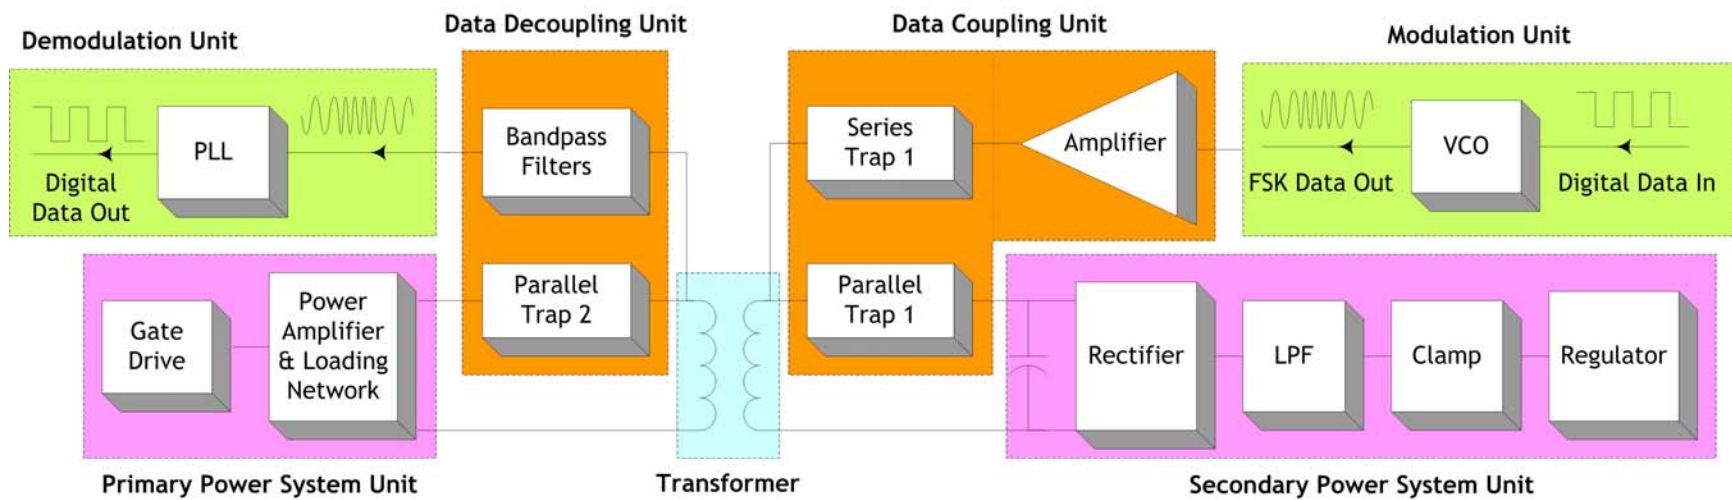 Demodulation Unit
Data Decoupling Unit
Data Coupling Unit
Modulation Unit
PLL
Digital
Data Out
Bandpass
Filters
Series
Trap 1
Amplifier
VCO
FSK Data Out
Digital Data In
Gate
Drive
Power
Amplifier
& Loading
Network
Parallel
Trap 2
Parallel
Trap 1
Rectifier
LPF
Clamp
Regulator
Primary Power System Unit
Transformer
Secondary Power System Unit